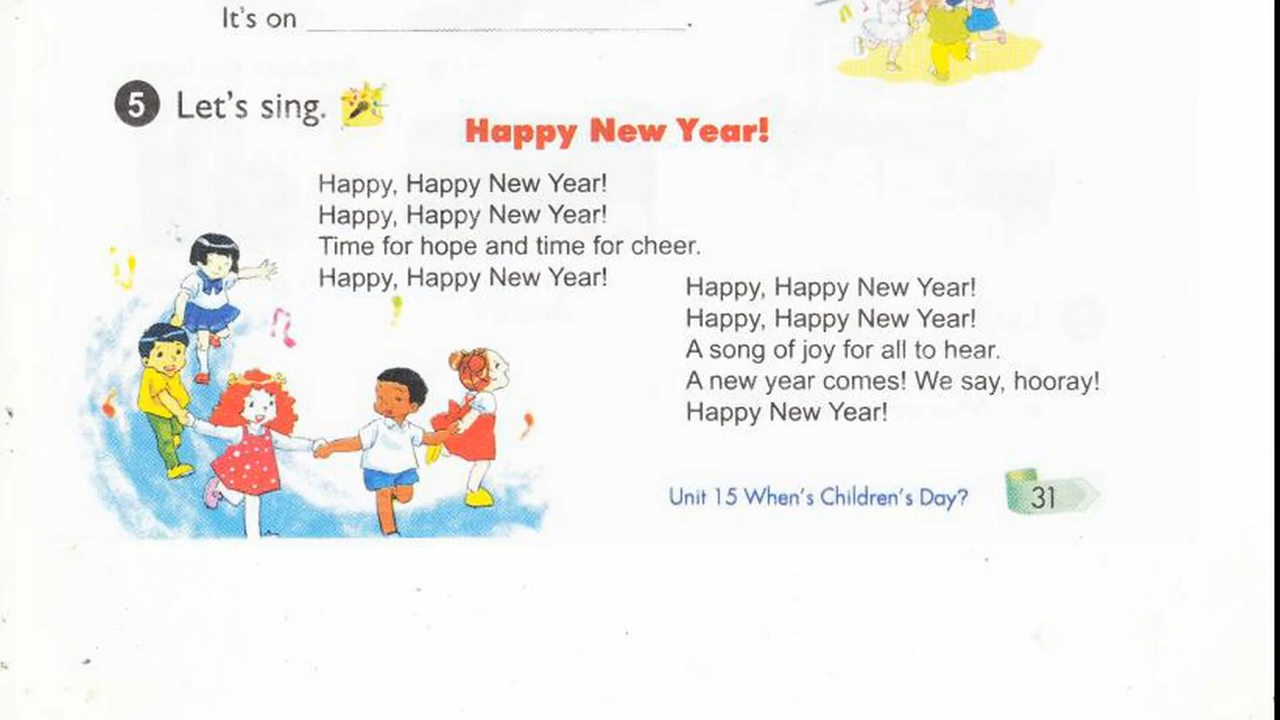 It's on ____________________.
5 Let's sing.
Happy New Year!
Happy, Happy New Year!
Happy, Happy New Year!
Time for hope and time for cheer.
Happy, Happy New Year!
Happy, Happy New Year!
Happy, Happy New Year!
A song of joy for all to hear.
A new year comes! We say, hooray!
Happy New Year!
Unit 15 When's Children's Day?
31